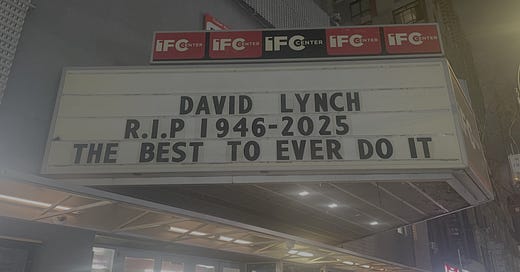 IFC CENTER IFC CENTER IFC CENTER IFC CENTER IFC CENTER
DAVID LYNCH
R.I.P 1946-2025
THE BEST TO EVER DO IT